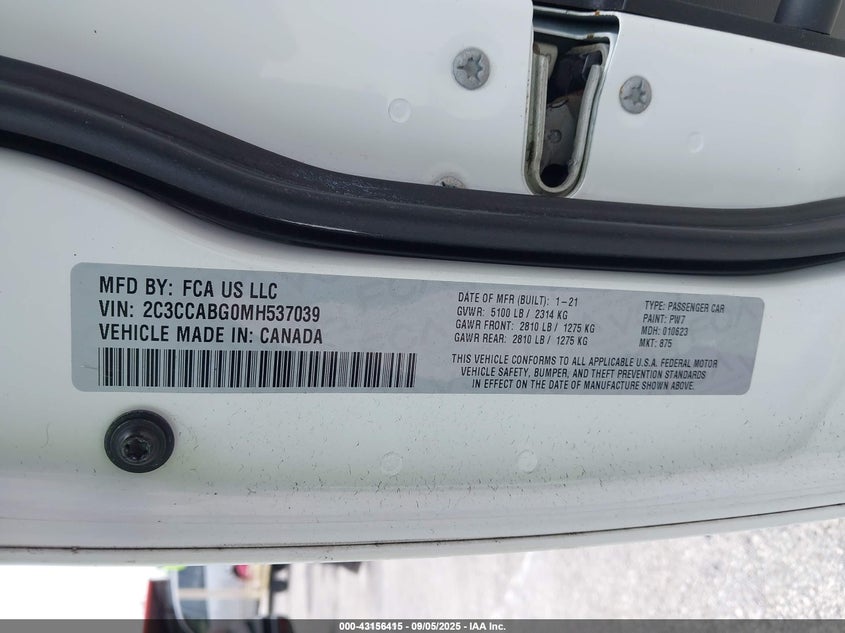 MFD BY: FCA US LLC
VIN: 2C3CCABG0MH537039
VEHICLE MADE IN: CANADA
DATE OF MFR (BUILT): 1-21
GVWR: 5100 LB / 2314 KG
GAWR FRONT: 2810 LB / 1275 KG
GAWR REAR: 2810 LB / 1275 KG
TYPE: PASSENGER CAR
PAINT: PW7
MDH: 010623
MKT: 875
THIS VEHICLE CONFORMS TO ALL APPLICABLE U.S.A. FEDERAL MOTOR
VEHICLE SAFETY, BUMPER, AND THEFT PREVENTION STANDARDS
IN EFFECT ON THE DATE OF MANUFACTURE SHOWN ABOVE.
000-43156415 - 09/05/2025 - IAA Inc.